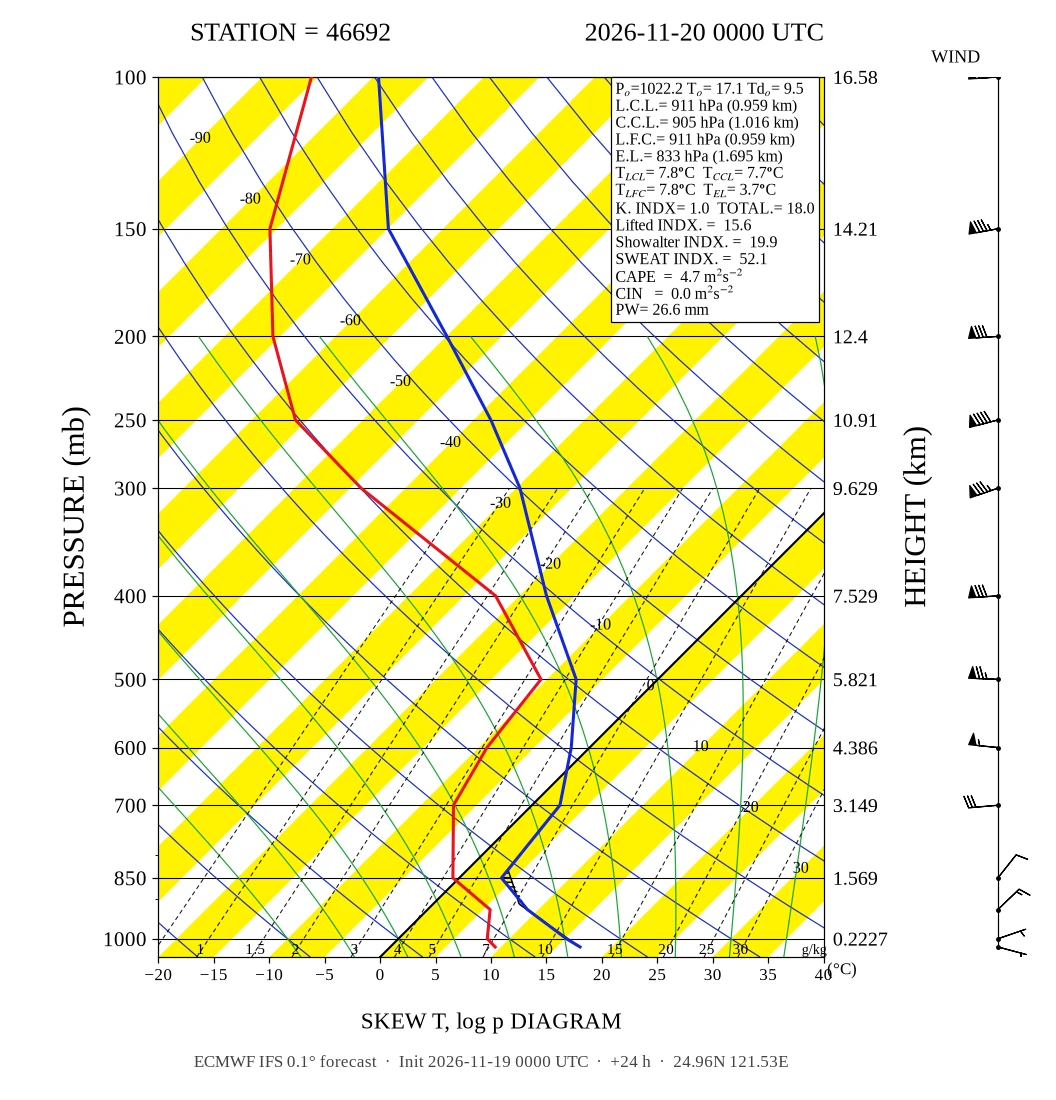 STATION = 46692
2026-11-20 0000 UTC
WIND
Pₒ=1022.2 Tₒ= 17.1 Tdₒ= 9.5
L.C.L.= 911 hPa (0.959 km)
C.C.L.= 905 hPa (1.016 km)
L.F.C.= 911 hPa (0.959 km)
E.L.= 833 hPa (1.695 km)
T_LCL= 7.8°C T_CCL= 7.7°C
T_LFC= 7.8°C T_EL= 3.7°C
K. INDX= 1.0 TOTAL.= 18.0
Lifted INDX. = 15.6
Showalter INDX. = 19.9
SWEAT INDX. = 52.1
CAPE = 4.7 m²s⁻²
CIN = 0.0 m²s⁻²
PW= 26.6 mm
100 16.58
-90
-80
150 14.21
-70
-60
200 12.4
-50
250 10.91
-40
300 9.629
-30
-20
400 7.529
-10
500 5.821
0
600 4.386
10
700 3.149
20
30
850 1.569
1000 0.2227
1 1.5 2 3 4 5 7 10 15 20 25 30 g/kg
−20 −15 −10 −5 0 5 10 15 20 25 30 35 40 (°C)
PRESSURE (mb)
HEIGHT (km)
SKEW T, log p DIAGRAM
ECMWF IFS 0.1° forecast · Init 2026-11-19 0000 UTC · +24 h · 24.96N 121.53E